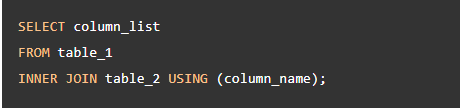 SELECT column_list
FROM table_1
INNER JOIN table_2 USING (column_name);